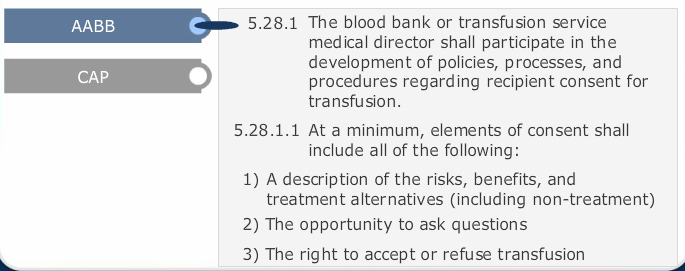 AABB
CAP
5.28.1 The blood bank or transfusion service
medical director shall participate in the
development of policies, processes, and
procedures regarding recipient consent for
transfusion.
5.28.1.1 At a minimum, elements of consent shall
include all of the following:
1) A description of the risks, benefits, and
treatment alternatives (including non-treatment)
2) The opportunity to ask questions
3) The right to accept or refuse transfusion